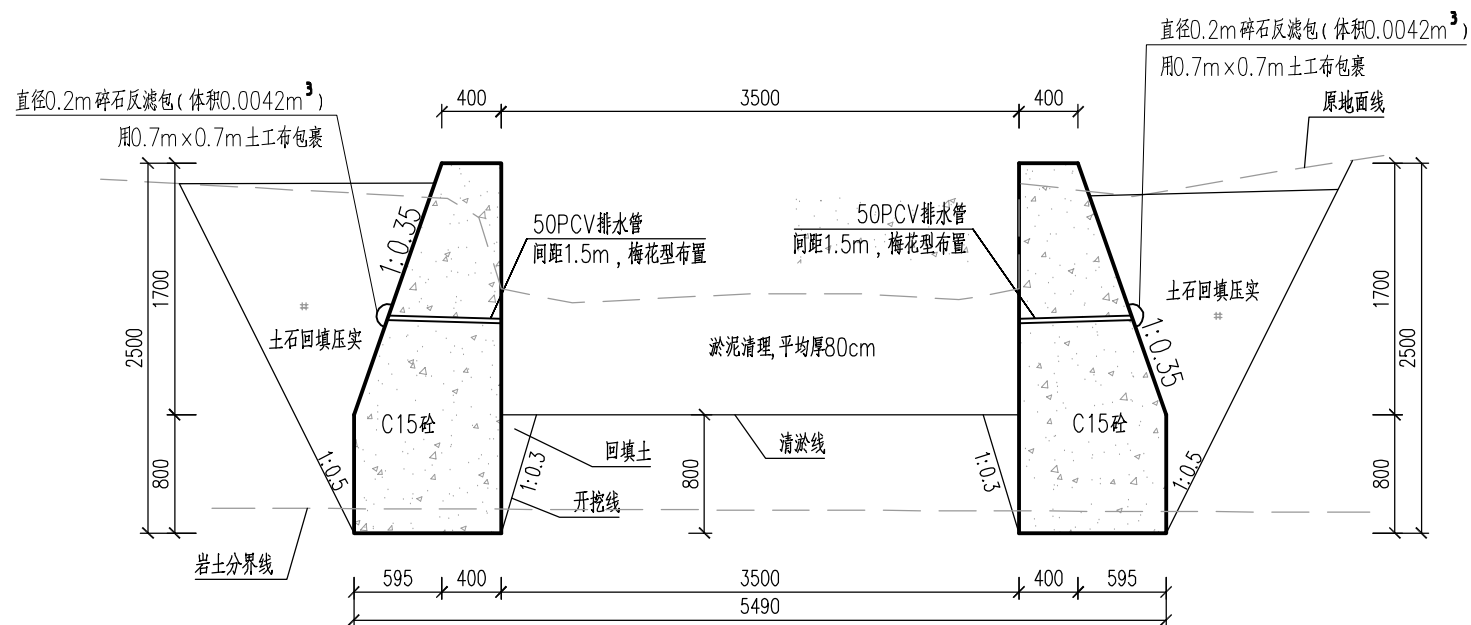 直径0.2m碎石反滤包(体积0.0042m³)
用0.7m×0.7m土工布包裹
原地面线
直径0.2m碎石反滤包(体积0.0042m³)
用0.7m×0.7m土工布包裹
400
3500
400
50PCV排水管
间距1.5m,梅花型布置
50PCV排水管
间距1.5m,梅花型布置
1:0.35
1:0.35
1700
2500
800
土石回填压实
土石回填压实
1700
2500
800
淤泥清理,平均厚80cm
C15砼
C15砼
清淤线
回填土
开挖线
1:0.5
1:0.3
800
1:0.3
1:0.5
岩土分界线
595
400
3500
400
595
5490